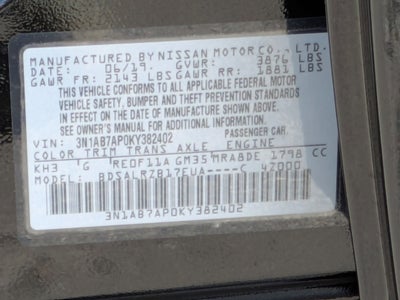 MANUFACTURED BY NISSAN MOTOR CO., LTD.
DATE: 06/19. GVWR: 3876 LBS
GAWR FR: 2143 LBS GAWR RR: 1881 LBS
THIS VEHICLE CONFORMS TO ALL APPLICABLE FEDERAL MOTOR
VEHICLE SAFETY, BUMPER AND THEFT PREVENTION STANDARDS
IN EFFECT ON THE DATE OF MANUFACTURE SHOWN ABOVE.
SEE OWNER'S MANUAL FOR ADDITIONAL INFORMATION.
PASSENGER CAR
VIN: 3N1AB7AP0KY382402
COLOR TRIM TRANS AXLE ENGINE
KH3 G RE0F11A GM35 MRA8DE 1798 CC
MODEL: BDSALRZB17EUA----C 42000
3N1AB7AP0KY382402